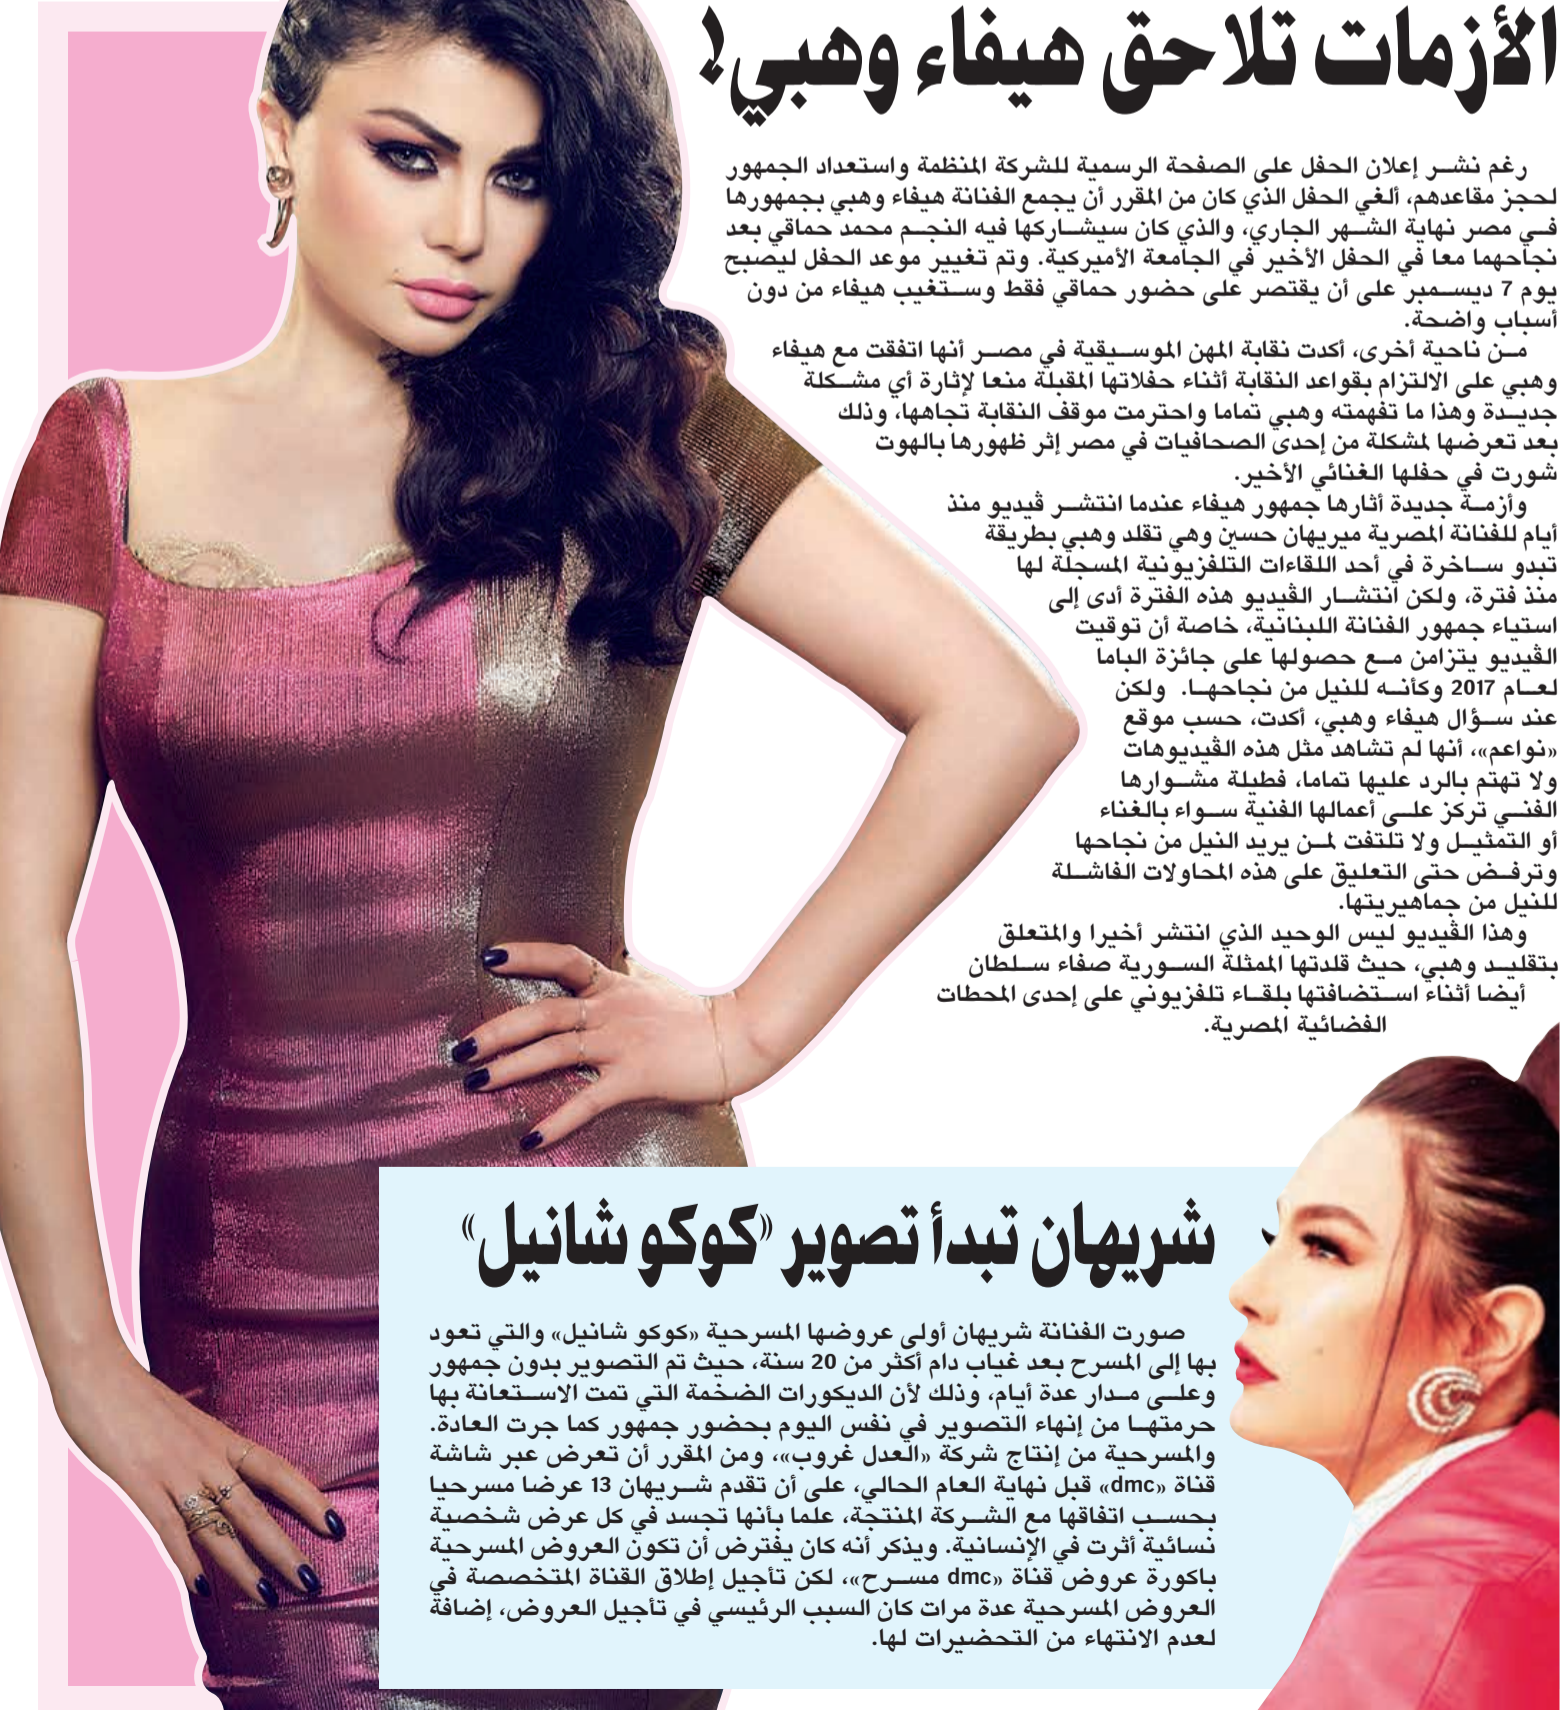 الأزمات تلاحق هيفاء وهبي!
رغم نشر إعلان الحفل على الصفحة الرسمية للشركة المنظمة واستعداد الجمهور
لحجز مقاعدهم، ألغي الحفل الذي كان من المقرر أن يجمع الفنانة هيفاء وهبي بجمهورها
في مصر نهاية الشهر الجاري، والذي كان سيشاركها فيه النجم محمد حماقي بعد
نجاحهما معا في الحفل الأخير في الجامعة الأميركية. وتم تغيير موعد الحفل ليصبح
يوم 7 ديسمبر على أن يقتصر على حضور حماقي فقط وستغيب هيفاء من دون
أسباب واضحة.
من ناحية أخرى، أكدت نقابة المهن الموسيقية في مصر أنها اتفقت مع هيفاء
وهبي على الالتزام بقواعد النقابة أثناء حفلاتها المقبلة منعا لإثارة أي مشكلة
جديدة وهذا ما تفهمته وهبي تماما واحترمت موقف النقابة تجاهها، وذلك
بعد تعرضها لمشكلة من إحدى الصحافيات في مصر إثر ظهورها بالهوت
شورت في حفلها الغنائي الأخير.
وأزمة جديدة أثارها جمهور هيفاء عندما انتشر ڤيديو منذ
أيام للفنانة المصرية ميريهان حسين وهي تقلد وهبي بطريقة
تبدو ساخرة في أحد اللقاءات التلفزيونية المسجلة لها
منذ فترة، ولكن انتشار الڤيديو هذه الفترة أدى إلى
استياء جمهور الفنانة اللبنانية، خاصة أن توقيت
الڤيديو يتزامن مع حصولها على جائزة الباما
لعام 2017 وكأنه للنيل من نجاحها. ولكن
عند سؤال هيفاء وهبي، أكدت، حسب موقع
«نواعم»، أنها لم تشاهد مثل هذه الڤيديوهات
ولا تهتم بالرد عليها تماما، فطيلة مشوارها
الفني تركز على أعمالها الفنية سواء بالغناء
أو التمثيل ولا تلتفت لمن يريد النيل من نجاحها
وترفض حتى التعليق على هذه المحاولات الفاشلة
للنيل من جماهيريتها.
وهذا الڤيديو ليس الوحيد الذي انتشر أخيرا والمتعلق
بتقليد وهبي، حيث قلدتها الممثلة السورية صفاء سلطان
أيضا أثناء استضافتها بلقاء تلفزيوني على إحدى المحطات
الفضائية المصرية.
شريهان تبدأ تصوير «كوكو شانيل»
صورت الفنانة شريهان أولى عروضها المسرحية «كوكو شانيل» والتي تعود
بها إلى المسرح بعد غياب دام أكثر من 20 سنة، حيث تم التصوير بدون جمهور
وعلى مدار عدة أيام، وذلك لأن الديكورات الضخمة التي تمت الاستعانة بها
حرمتها من إنهاء التصوير في نفس اليوم بحضور جمهور كما جرت العادة.
والمسرحية من إنتاج شركة «العدل غروب»، ومن المقرر أن تعرض عبر شاشة
قناة «dmc» قبل نهاية العام الحالي، على أن تقدم شريهان 13 عرضا مسرحيا
بحسب اتفاقها مع الشركة المنتجة، علما بأنها تجسد في كل عرض شخصية
نسائية أثرت في الإنسانية. ويذكر أنه كان يفترض أن تكون العروض المسرحية
باكورة عروض قناة «dmc مسرح»، لكن تأجيل إطلاق القناة المتخصصة في
العروض المسرحية عدة مرات كان السبب الرئيسي في تأجيل العروض، إضافة
لعدم الانتهاء من التحضيرات لها.